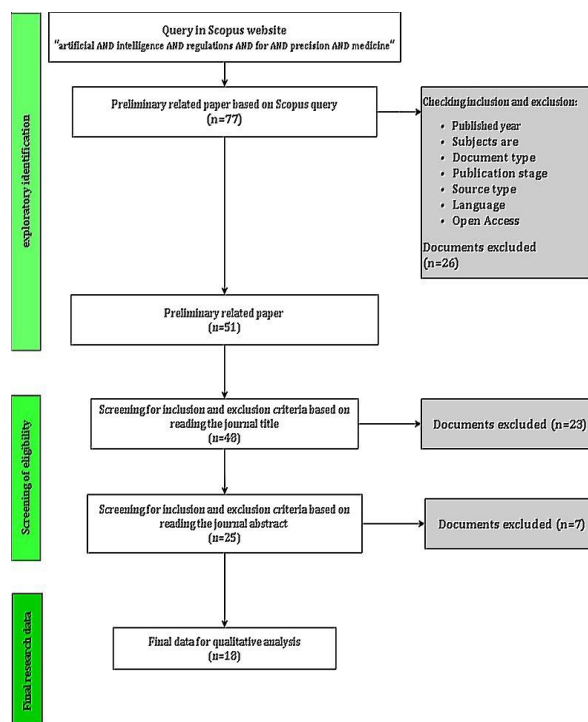 Query in Scopus website
"artificial AND intelligence AND regulations AND for AND precision AND medicine"
Preliminary related paper based on Scopus query
(n=77)
Checking inclusion and exclusion:
• Published year
• Subjects are
• Document type
• Publication stage
• Source type
• Language
• Open Access
Documents excluded
(n=26)
exploratory identification
Preliminary related paper
(n=51)
Screening for inclusion and exclusion criteria based on
reading the journal title
(n=48)
Documents excluded (n=23)
Screening of eligibility
Screening for inclusion and exclusion criteria based on
reading the journal abstract
(n=25)
Documents excluded (n=7)
Final research data
Final data for qualitative analysis
(n=18)